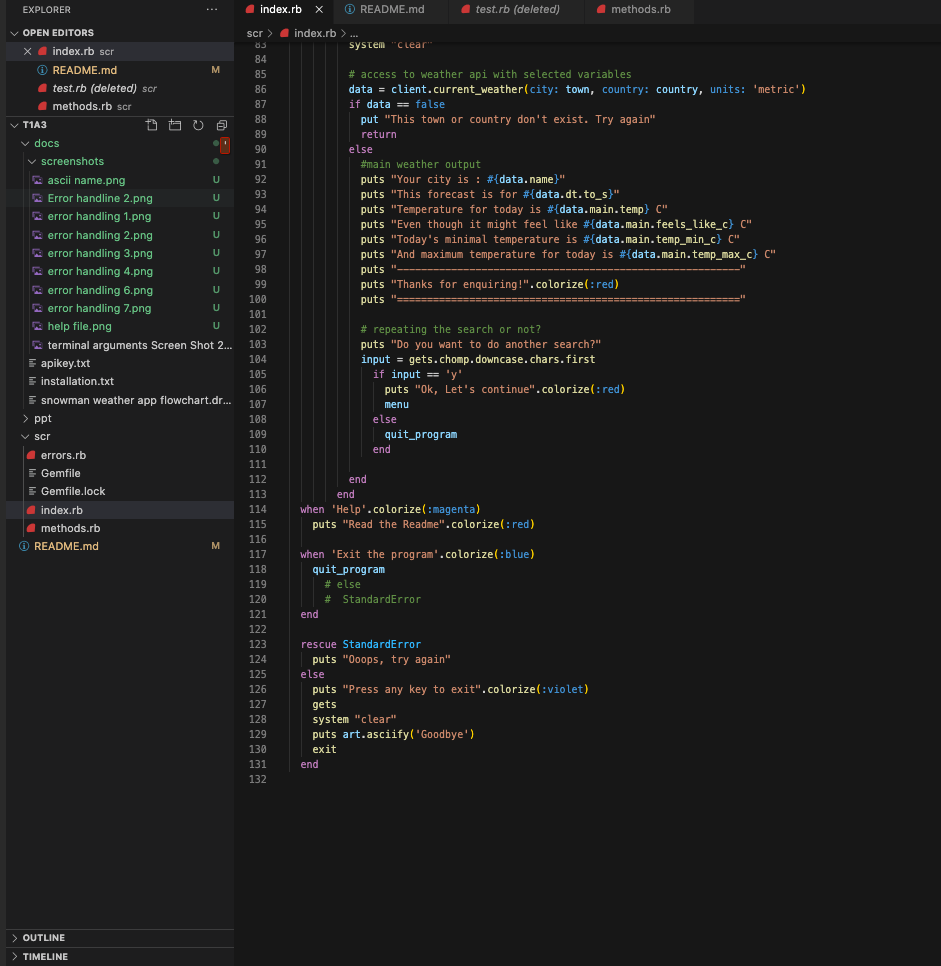 EXPLORER ...
OPEN EDITORS
index.rb scr
README.md M
test.rb (deleted) scr
methods.rb scr
T1A3
docs
screenshots
ascii name.png U
Error handline 2.png U
error handling 1.png U
error handling 2.png U
error handling 3.png U
error handling 4.png U
error handling 6.png U
error handling 7.png U
help file.png U
terminal arguments Screen Shot 2...
apikey.txt
installation.txt
snowman weather app flowchart.dr...
ppt
scr
errors.rb
Gemfile
Gemfile.lock
index.rb
methods.rb
README.md M
OUTLINE
TIMELINE
index.rb README.md test.rb (deleted) methods.rb
scr > index.rb > ...
83 system "clear"
84
85 # access to weather api with selected variables
86 data = client.current_weather(city: town, country: country, units: 'metric')
87 if data == false
88 put "This town or country don't exist. Try again"
89 return
90 else
91 #main weather output
92 puts "Your city is : #{data.name}"
93 puts "This forecast is for #{data.dt.to_s}"
94 puts "Temperature for today is #{data.main.temp} C"
95 puts "Even though it might feel like #{data.main.feels_like_c} C"
96 puts "Today's minimal temperature is #{data.main.temp_min_c} C"
97 puts "And maximum temperature for today is #{data.main.temp_max_c} C"
98 puts "---------------------------------------------------------"
99 puts "Thanks for enquiring!".colorize(:red)
100 puts "========================================================="
101
102 # repeating the search or not?
103 puts "Do you want to do another search?"
104 input = gets.chomp.downcase.chars.first
105 if input == 'y'
106 puts "Ok, Let's continue".colorize(:red)
107 menu
108 else
109 quit_program
110 end
111
112 end
113 end
114 when 'Help'.colorize(:magenta)
115 puts "Read the Readme".colorize(:red)
116
117 when 'Exit the program'.colorize(:blue)
118 quit_program
119 # else
120 # StandardError
121 end
122
123 rescue StandardError
124 puts "Ooops, try again"
125 else
126 puts "Press any key to exit".colorize(:violet)
127 gets
128 system "clear"
129 puts art.asciify('Goodbye')
130 exit
131 end
132